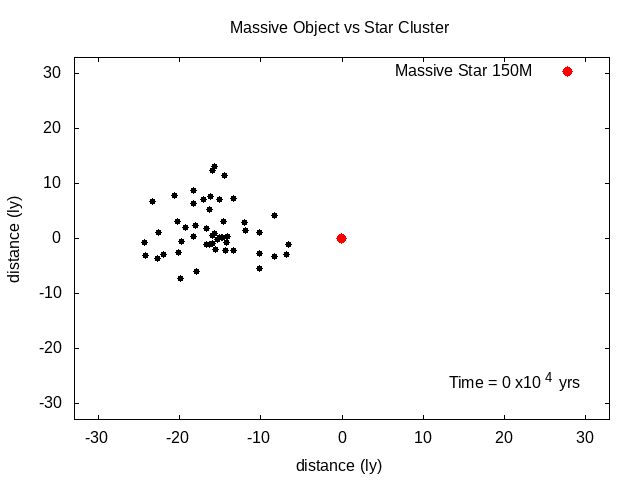 Massive Object vs Star Cluster
30
Massive Star 150M
20
10
0
-10
-20
Time = 0 x10 4 yrs
-30
-30 -20 -10 0 10 20 30
distance (ly)
distance (ly)